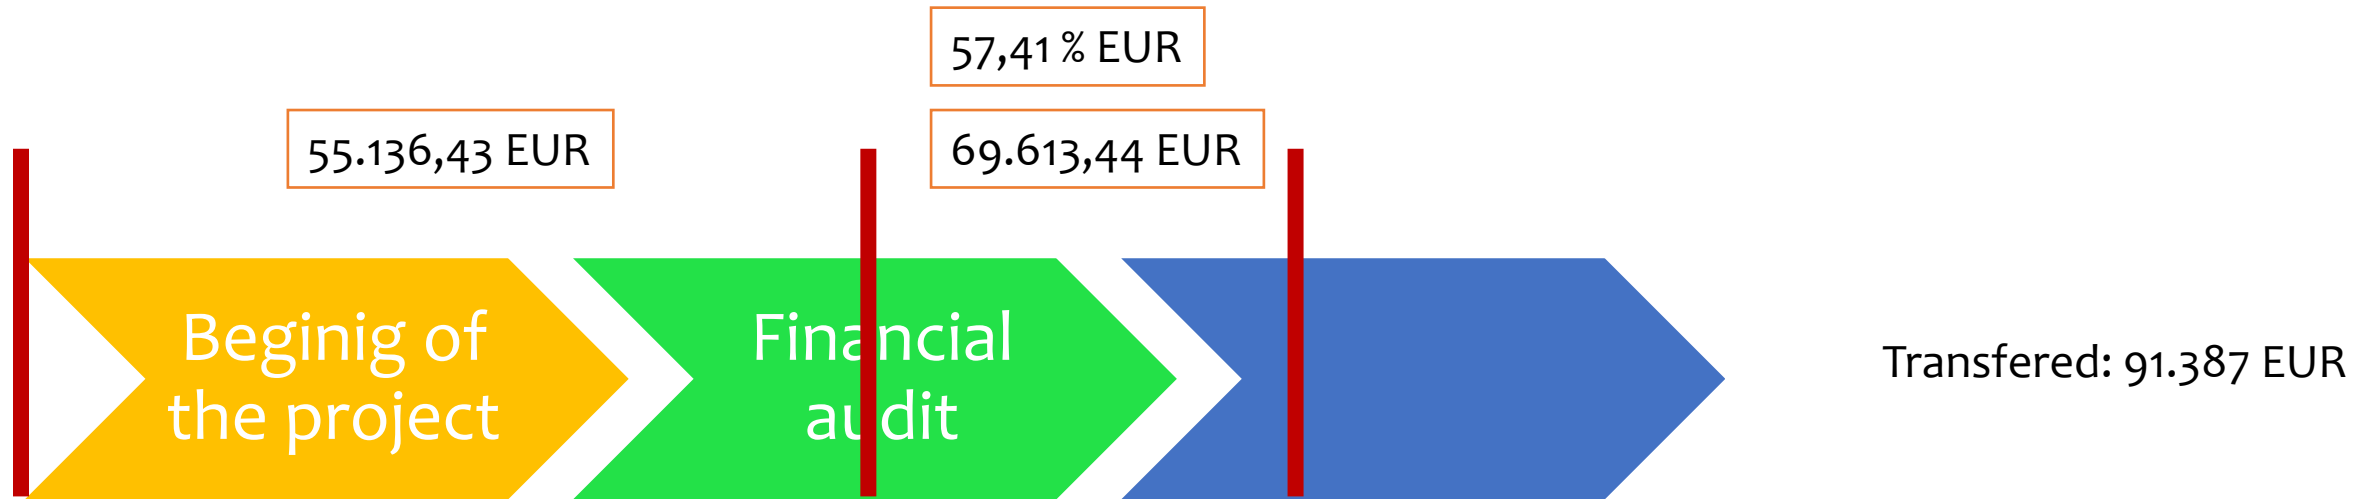 57,41 % EUR
55.136,43 EUR
69.613,44 EUR
Beginig of
the project
Financial
audit
Transfered: 91.387 EUR